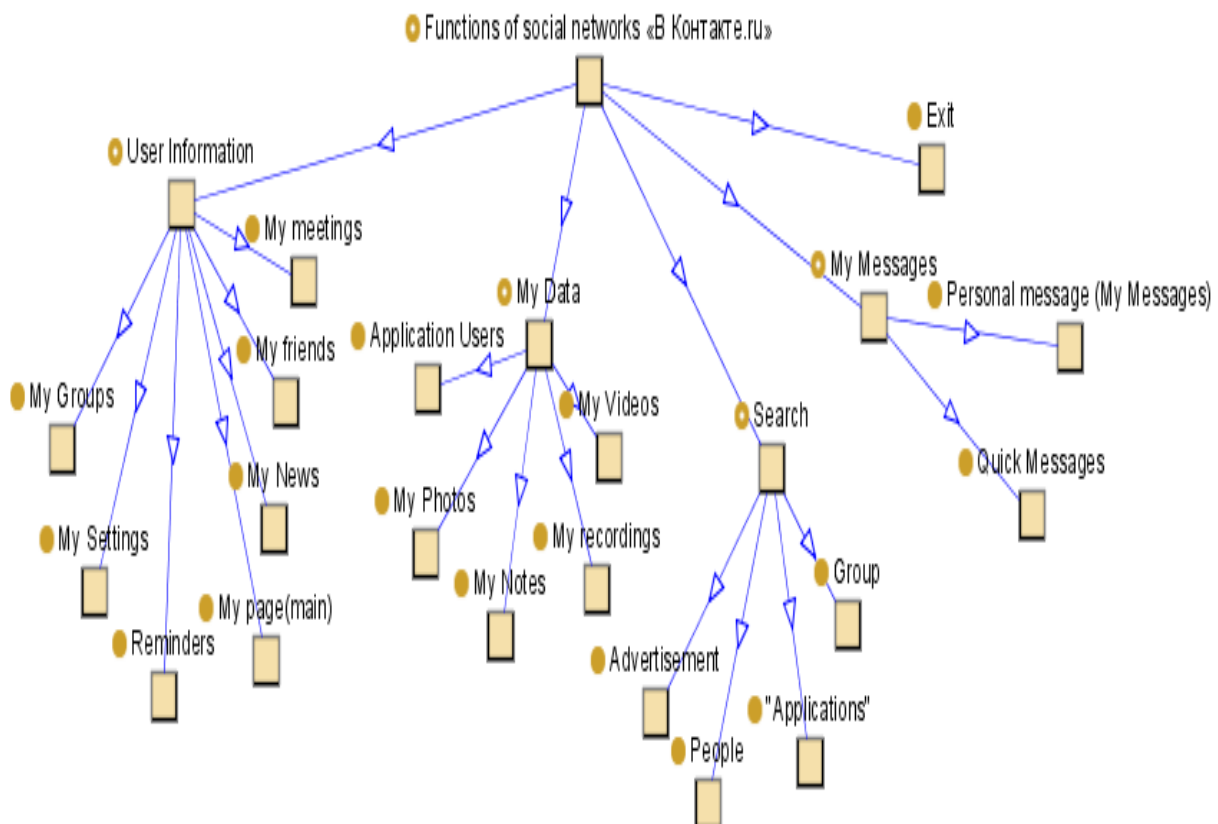 Functions of social networks «В Контакте.ru»
Exit
User Information
My meetings
My Messages
My Data
Personal message (My Messages)
Application Users
My friends
My Groups
My Videos
Search
Quick Messages
My News
My Photos
My Settings
My recordings
Group
My Notes
My page(main)
Reminders
Advertisement
"Applications"
People